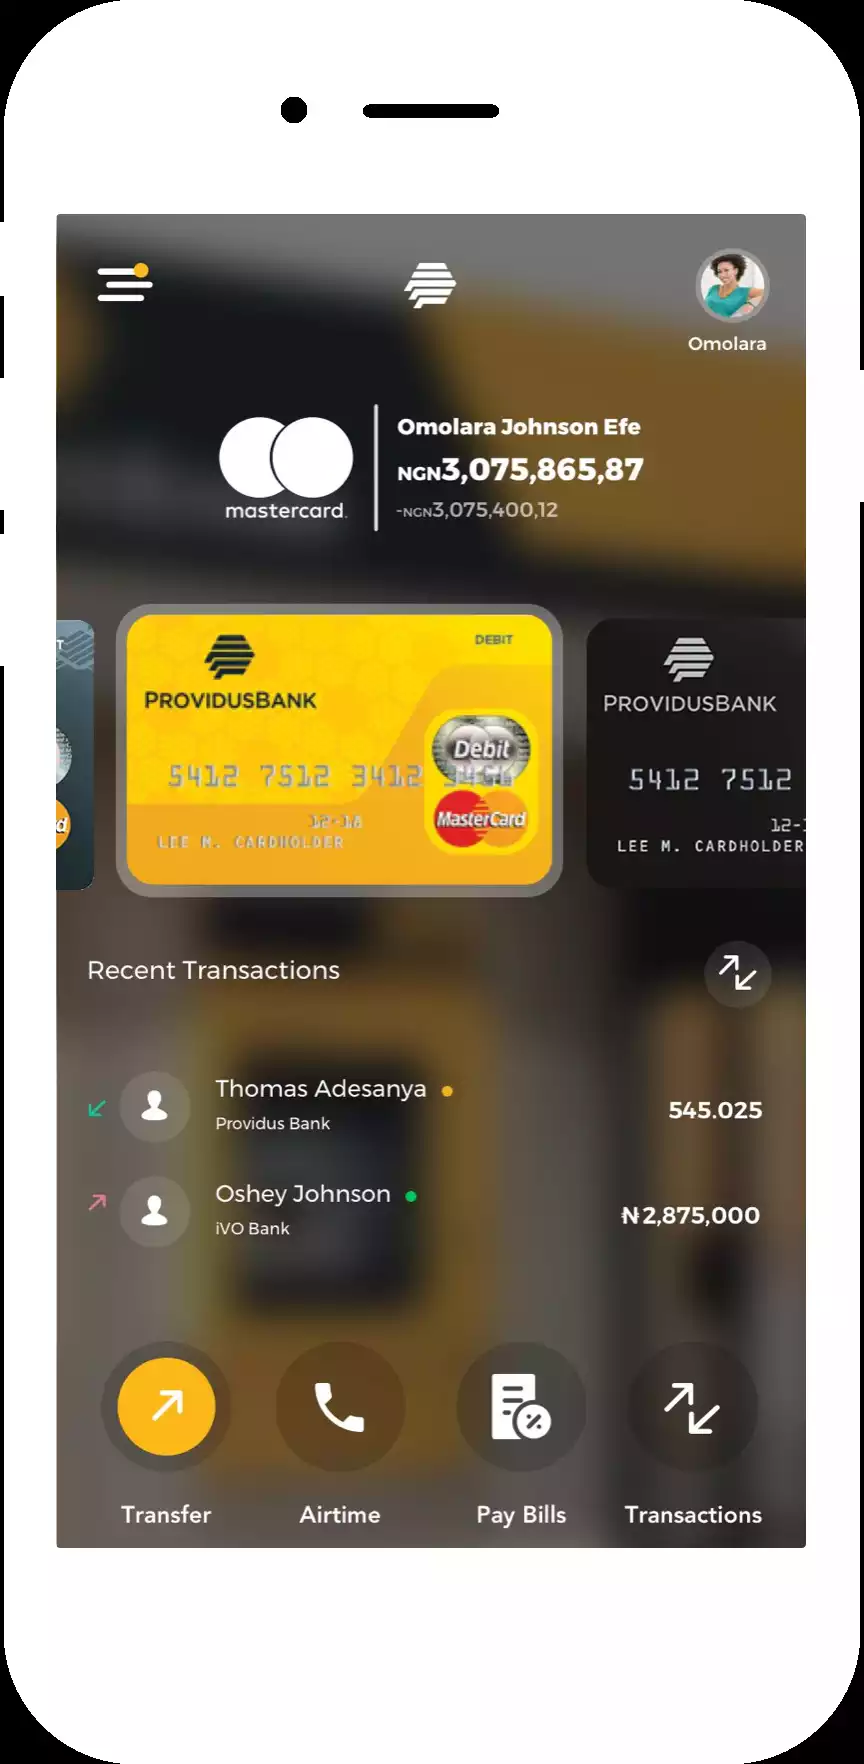 Omolara
Omolara Johnson Efe
NGN3,075,865,87
-NGN3,075,400,12
mastercard.
T
DEBIT
PROVIDUSBANK
Debit
5412 7512 3412
MasterCard
12-18
LEE M. CARDHOLDER
d
PROVIDUSBANK
5412 7512
12-1
LEE M. CARDHOLDER
Recent Transactions
Thomas Adesanya
Providus Bank
545.025
Oshey Johnson
iVO Bank
₦2,875,000
Transfer
Airtime
Pay Bills
Transactions